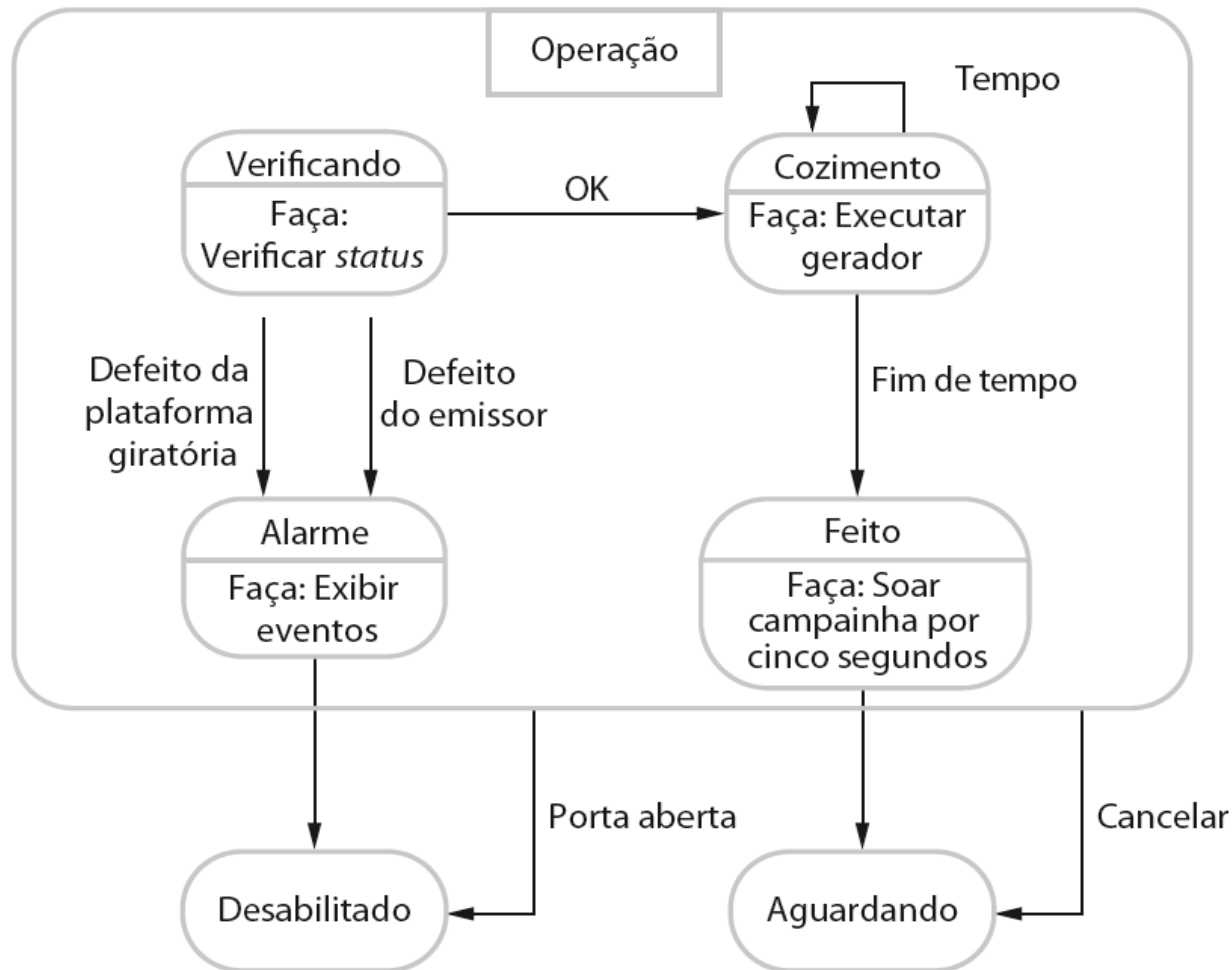 Operação
Tempo
Verificando
Faça:
Verificar status
OK
Cozimento
Faça: Executar
gerador
Defeito da
plataforma
giratória
Defeito
do emissor
Fim de tempo
Alarme
Faça: Exibir
eventos
Feito
Faça: Soar
campainha por
cinco segundos
Porta aberta
Cancelar
Desabilitado
Aguardando